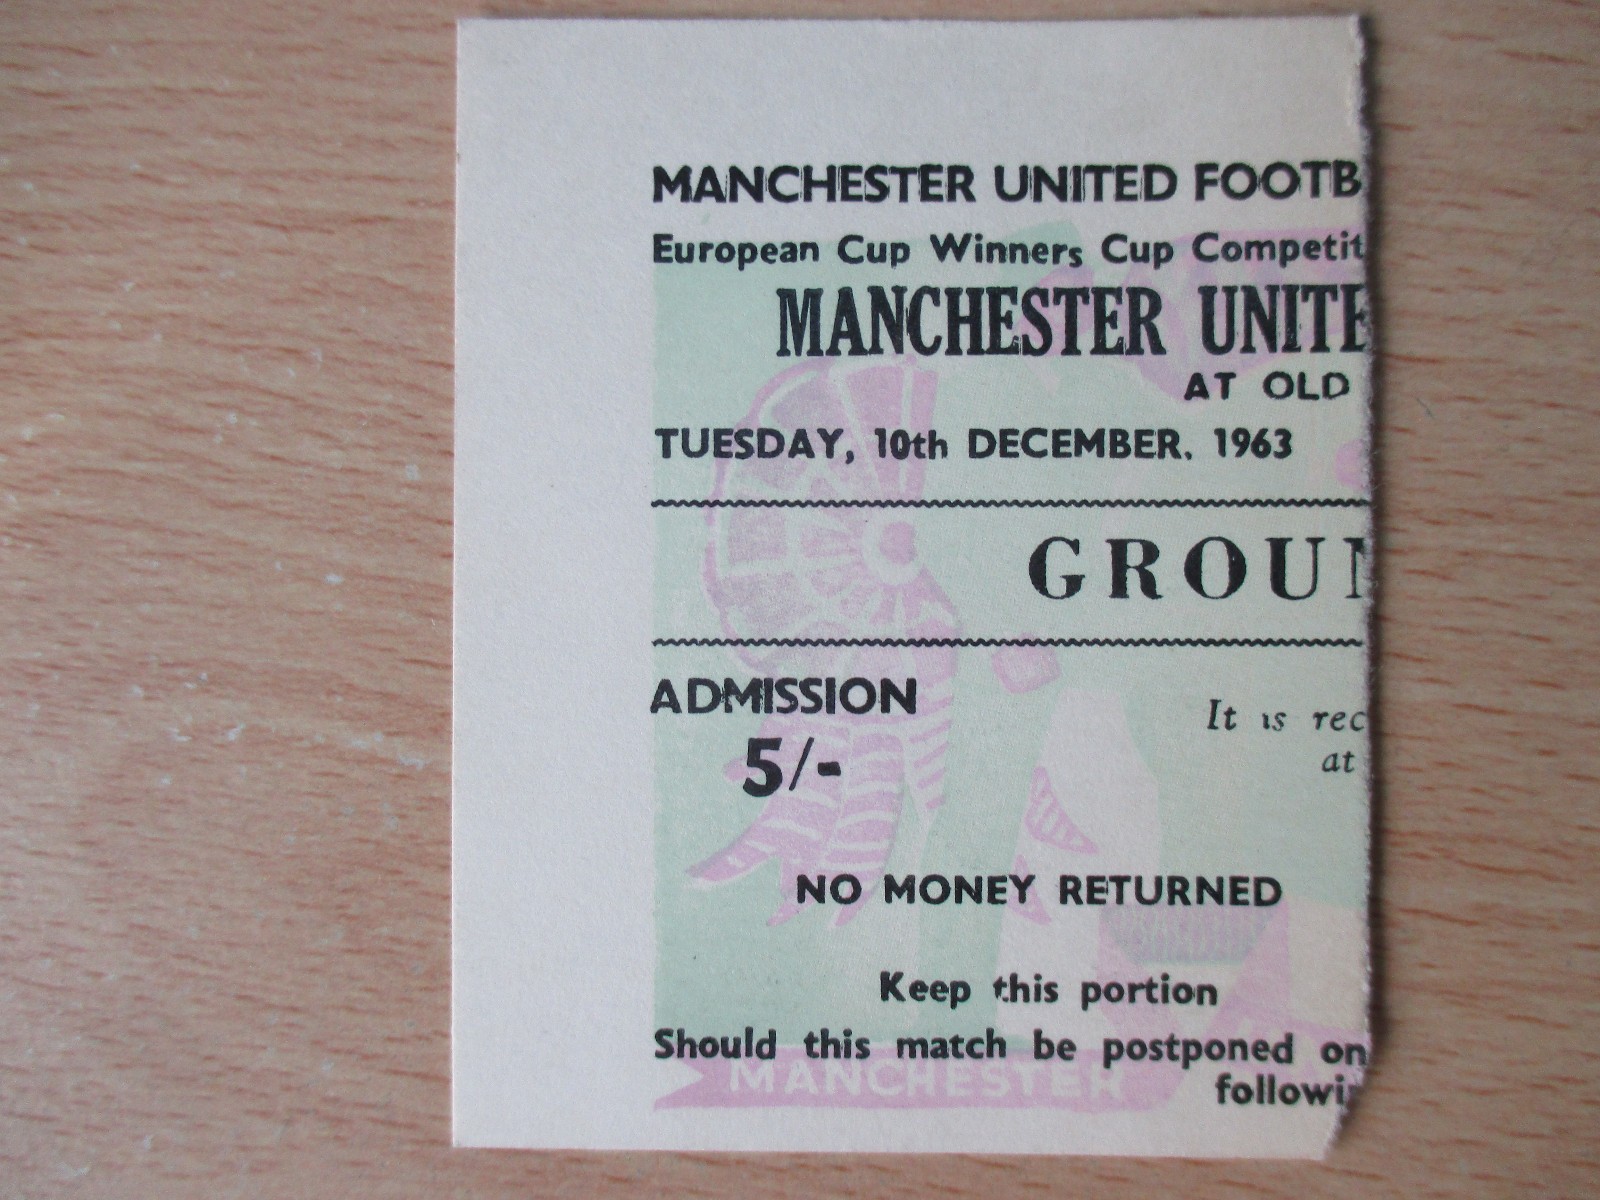 MANCHESTER UNITED FOOTB
European Cup Winners Cup Competit
MANCHESTER UNITE
AT OLD
TUESDAY, 10th DECEMBER. 1963
GROUN
ADMISSION
5/-
It is rec
at
NO MONEY RETURNED
Keep this portion
Should this match be postponed on
MANCHESTER
followi